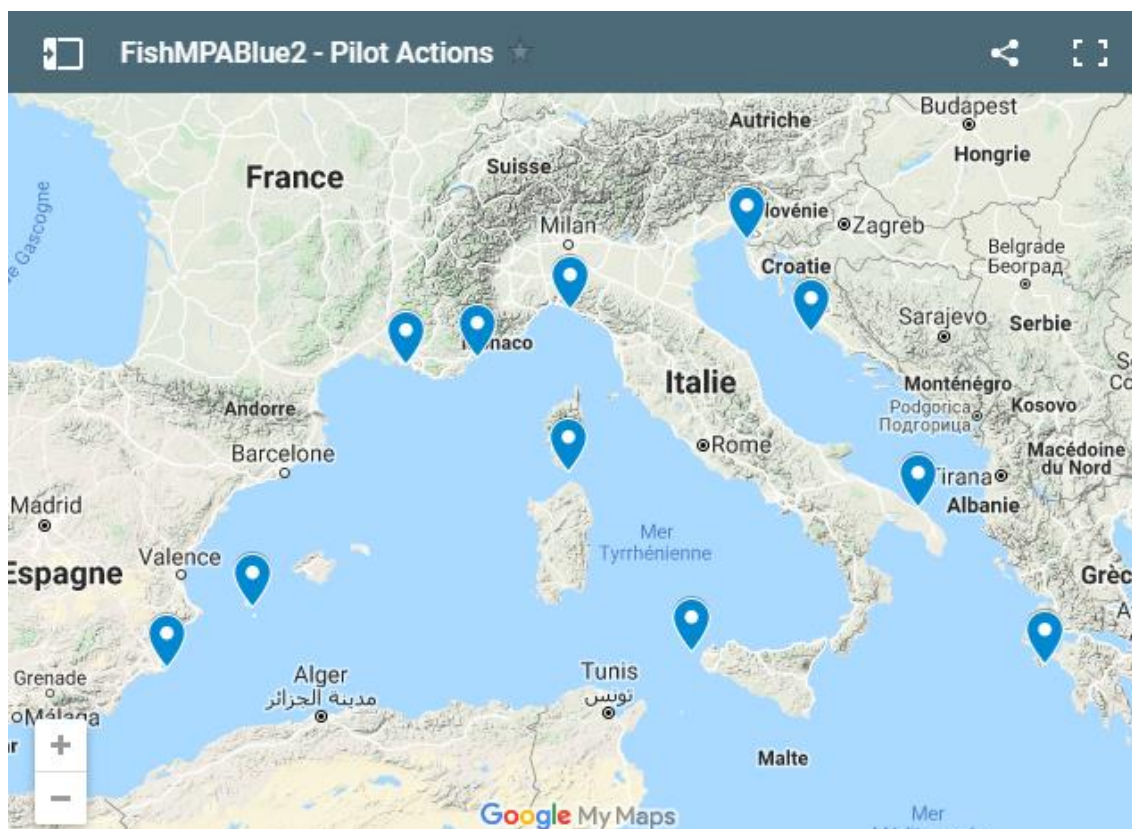 FishMPABlue2 - Pilot Actions
Budapest
Autriche
Hongrie
Suisse
France
lovénie
Milan
Zagreb
de Gascogne
Belgrade
Београд
Croatie
Sarajevo
Serbie
naco
Italie
Monténégro
Andorre
Podgorica
Подгорица
Kosovo
Barcelone
Rome
Macédoine
du Nord
Tirana
Madrid
Albanie
Mer
Tyrrhénienne
Valence
Espagne
Grèc
Alger
مدينة الجزائر
Tunis
تونس
Grenade
Málaga
Malte
Google My Maps
Mer